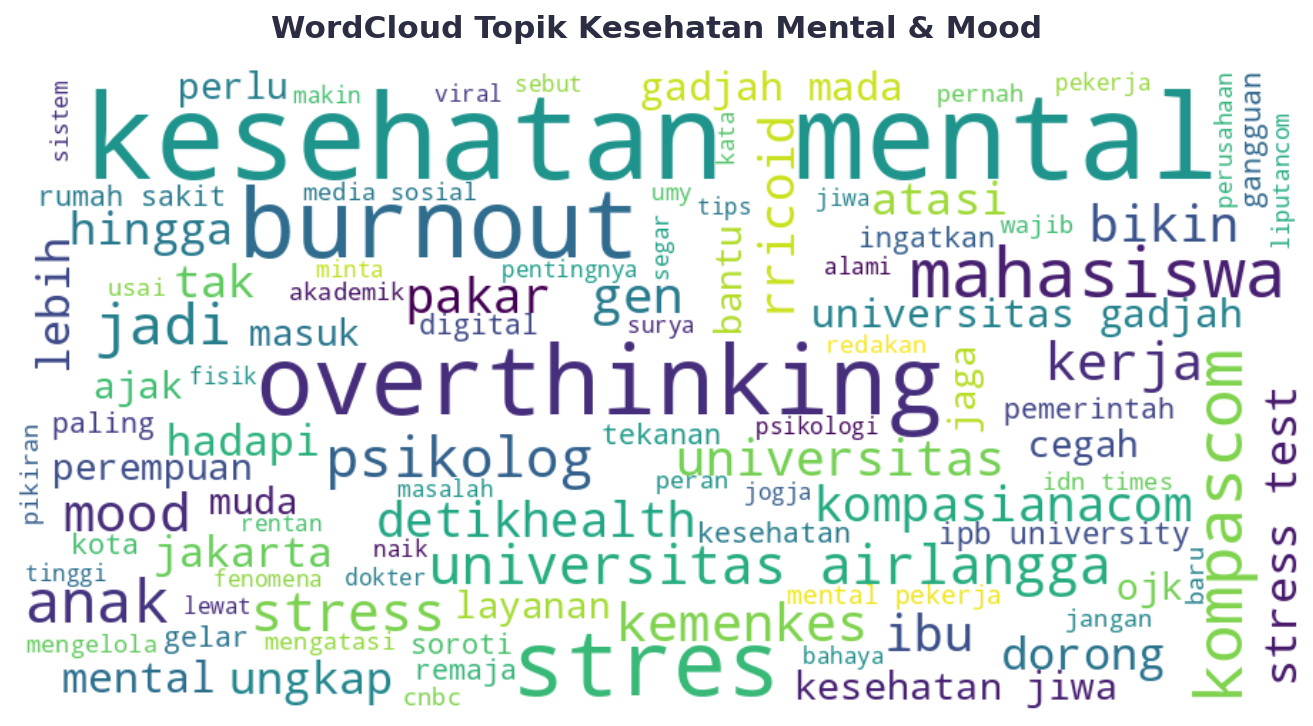 WordCloud Topik Kesehatan Mental & Mood
kesehatan mental
sistem
perlu
makin
viral
sebut
gadjah mada
pernah
pekerja
perusahaan
gangguan
liputancom
kata
rricoid
rumah sakit
media sosial
burnout
umy
tips
jiwa
atasi
wajib
bikin
hingga
lebih
segar
bantu
ingatkan
alami
mahasiswa
usai
tak
minta
akademik
pakar
pentingnya
gen
digital
surya
jadi
masuk
universitas gadjah
redakan
kerja
kompascom
stress test
ajak
fisik
overthinking
jaga
pemerintah
paling
hadapi
tekanan
psikologi
cegah
pikiran
perempuan
psikolog
universitas
masalah
peran
jogja
idn times
mood
muda
rentan
detikhealth
kompasianacom
kesehatan
ipb university
kota
jakarta
naik
fenomena
dokter
universitas airlangga
baru
tinggi
anak
lewat
stress
layanan
mental pekerja
ojk
kemenkes
ibu
jangan
mengelola
gelar
mengatasi
soroti
stres
bahaya
dorong
mental
ungkap
remaja
cnbc
kesehatan jiwa